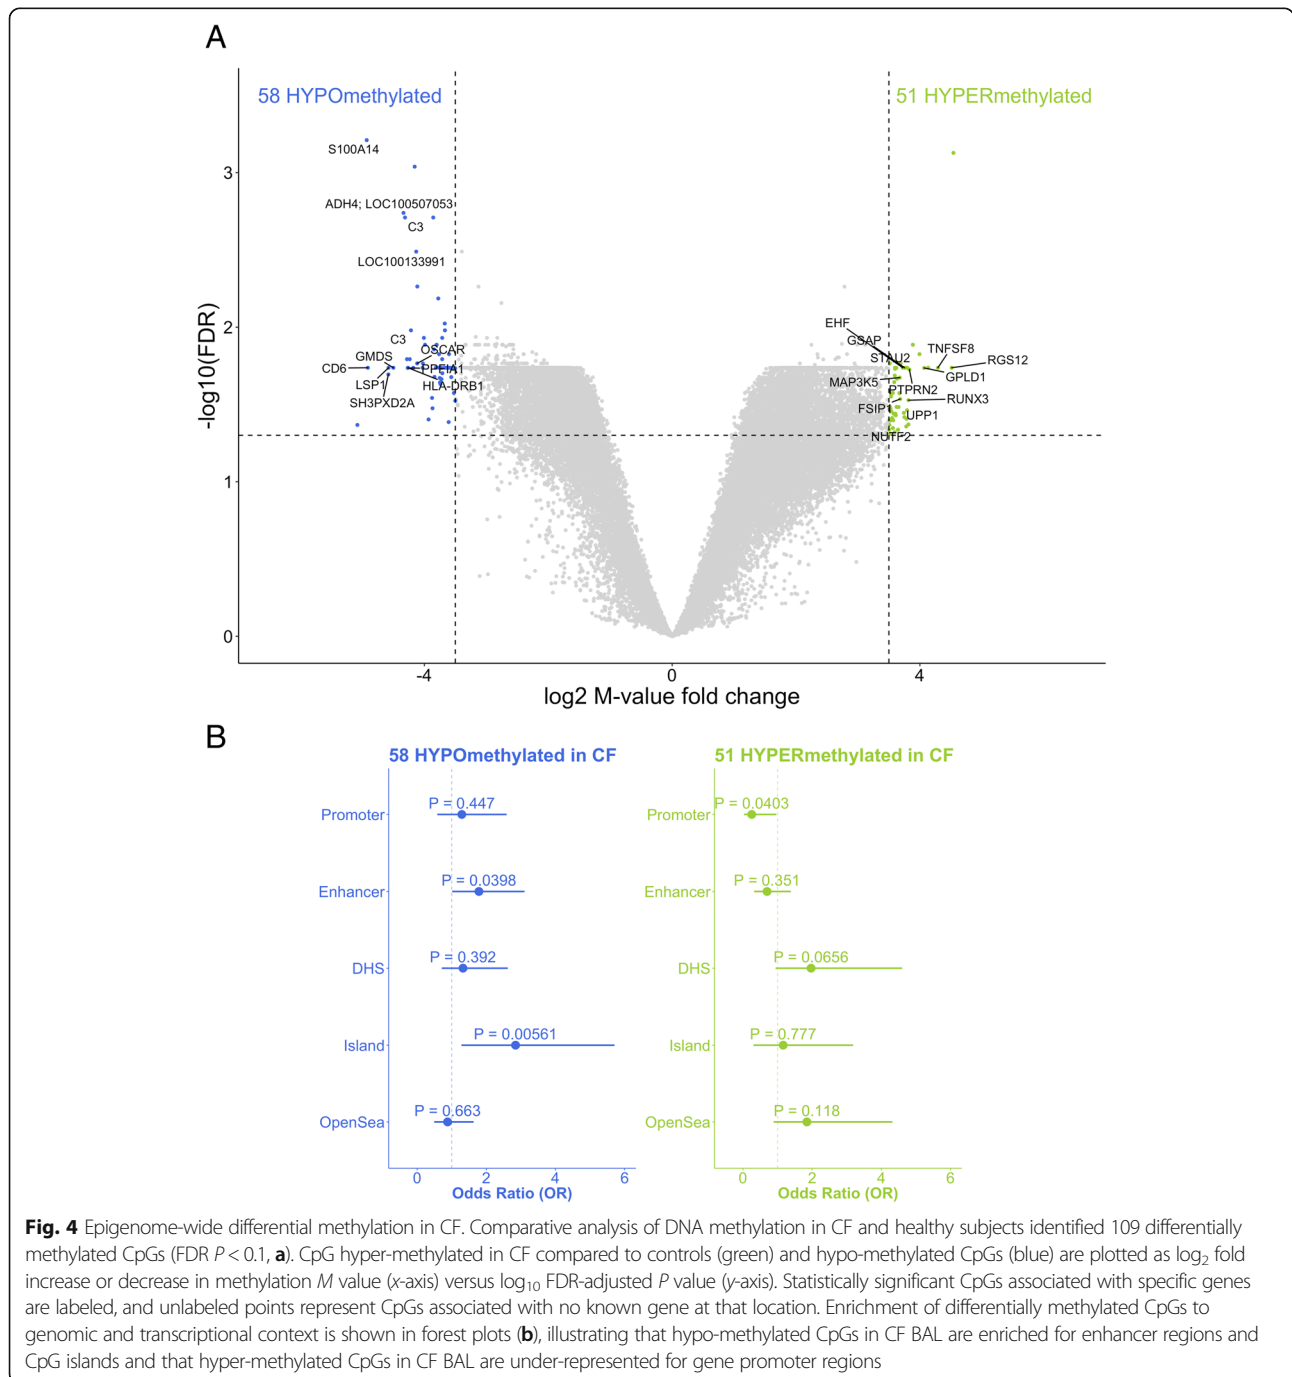 A
58 HYPOmethylated
51 HYPERmethylated
S100A14
ADH4; LOC100507053
C3
LOC100133991
C3
OSCAR
GMDS
CD6
PPFIA1
LSP1
HLA-DRB1
SH3PXD2A
EHF
GSAP
STAU2
TNFSF8
RGS12
MAP3K5
GPLD1
PTPRN2
RUNX3
FSIP1
UPP1
NUTF2
-log10(FDR)
3
2
1
0
-4
0
4
log2 M-value fold change
B
58 HYPOmethylated in CF
Promoter
P = 0.447
Enhancer
P = 0.0398
DHS
P = 0.392
Island
P = 0.00561
OpenSea
P = 0.663
0
2
4
6
Odds Ratio (OR)
51 HYPERmethylated in CF
Promoter
P = 0.0403
Enhancer
P = 0.351
DHS
P = 0.0656
Island
P = 0.777
OpenSea
P = 0.118
0
2
4
6
Odds Ratio (OR)
Fig. 4 Epigenome-wide differential methylation in CF. Comparative analysis of DNA methylation in CF and healthy subjects identified 109 differentially
methylated CpGs (FDR P < 0.1, a). CpG hyper-methylated in CF compared to controls (green) and hypo-methylated CpGs (blue) are plotted as log2 fold
increase or decrease in methylation M value (x-axis) versus log10 FDR-adjusted P value (y-axis). Statistically significant CpGs associated with specific genes
are labeled, and unlabeled points represent CpGs associated with no known gene at that location. Enrichment of differentially methylated CpGs to
genomic and transcriptional context is shown in forest plots (b), illustrating that hypo-methylated CpGs in CF BAL are enriched for enhancer regions and
CpG islands and that hyper-methylated CpGs in CF BAL are under-represented for gene promoter regions